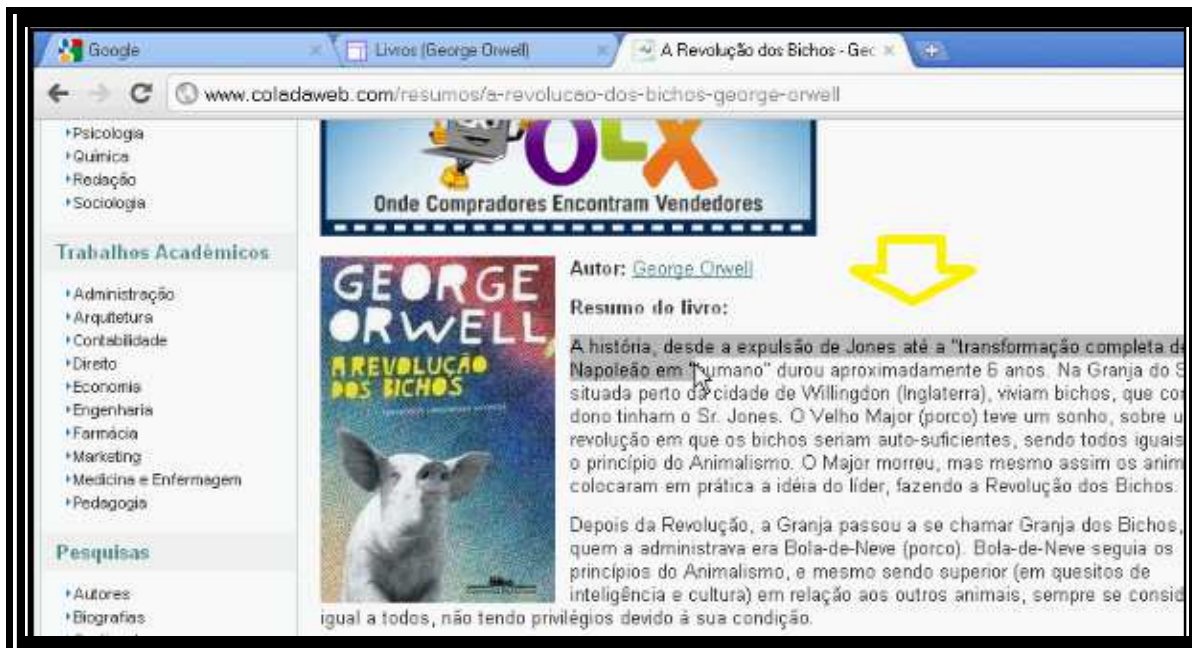 Google
Livros (George Orwell)
A Revolução dos Bichos - Geo
www.coladaweb.com/resumos/a-revolucao-dos-bichos-george-orwell
Psicologia
Química
Redação
Sociologia
OLX
Onde Compradores Encontram Vendedores
Trabalhos Acadêmicos
Administração
Arquitetura
Contabilidade
Direito
Economia
Engenharia
Farmácia
Marketing
Medicina e Enfermagem
Pedagogia
Pesquisas
Autores
Biografias
GEORGE
ORWELL
A REVOLUÇÃO
DOS BICHOS
Autor: George Orwell
Resumo do livro:
A história, desde a expulsão de Jones até a "transformação completa de
Napoleão em "humano" durou aproximadamente 6 anos. Na Granja do S
situada perto da cidade de Willingdon (Inglaterra), viviam bichos, que co
dono tinham o Sr. Jones. O Velho Major (porco) teve um sonho, sobre u
revolução em que os bichos seriam auto-suficientes, sendo todos iguais
o princípio do Animalismo. O Major morreu, mas mesmo assim os anim
colocaram em prática a idéia do líder, fazendo a Revolução dos Bichos.
Depois da Revolução, a Granja passou a se chamar Granja dos Bichos,
quem a administrava era Bola-de-Neve (porco). Bola-de-Neve seguia os
princípios do Animalismo, e mesmo sendo superior (em quesitos de
inteligência e cultura) em relação aos outros animais, sempre se consid
igual a todos, não tendo privilégios devido à sua condição.